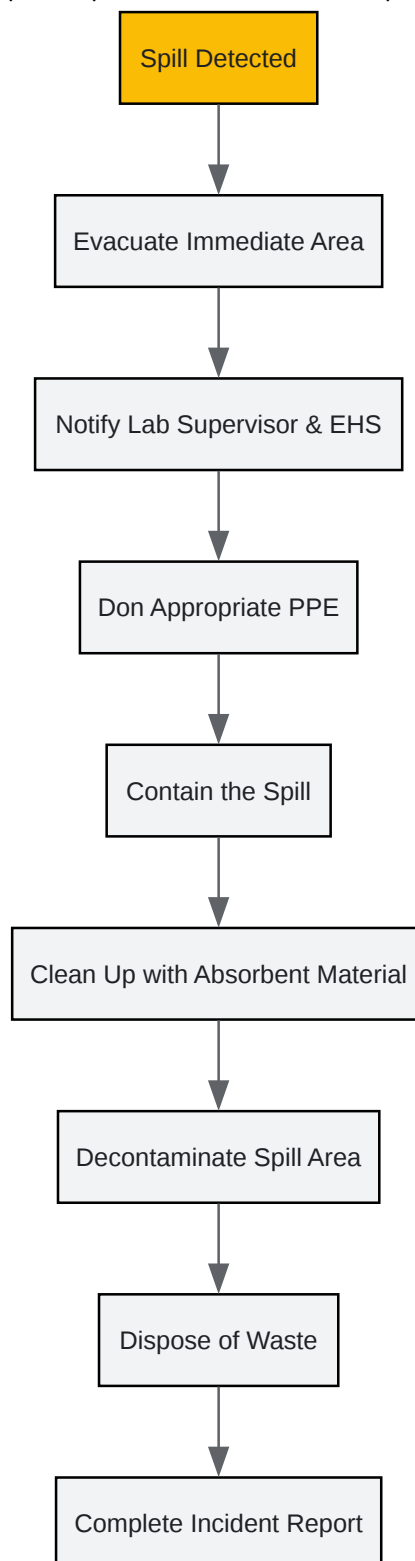 Spill Detected
Evacuate Immediate Area
Notify Lab Supervisor & EHS
Don Appropriate PPE
Contain the Spill
Clean Up with Absorbent Material
Decontaminate Spill Area
Dispose of Waste
Complete Incident Report